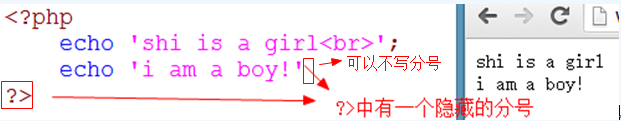 <?php
echo 'shi is a girl<br>';
echo 'i am a boy!'
可以不写分号
?>
?>中有一个隐藏的分号
shi is a girl
i am a boy!